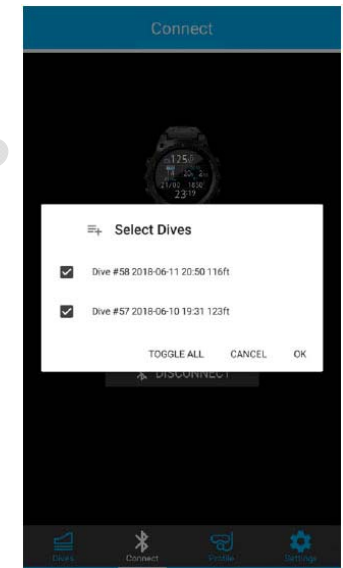 Connect
Select Dives
Dive #58 2018-06-11 20:50 116ft
Dive #57 2018-06-10 19:31 123ft
TOGGLE ALL CANCEL OK
DISCONNECT
Dives Connect Profile Settings